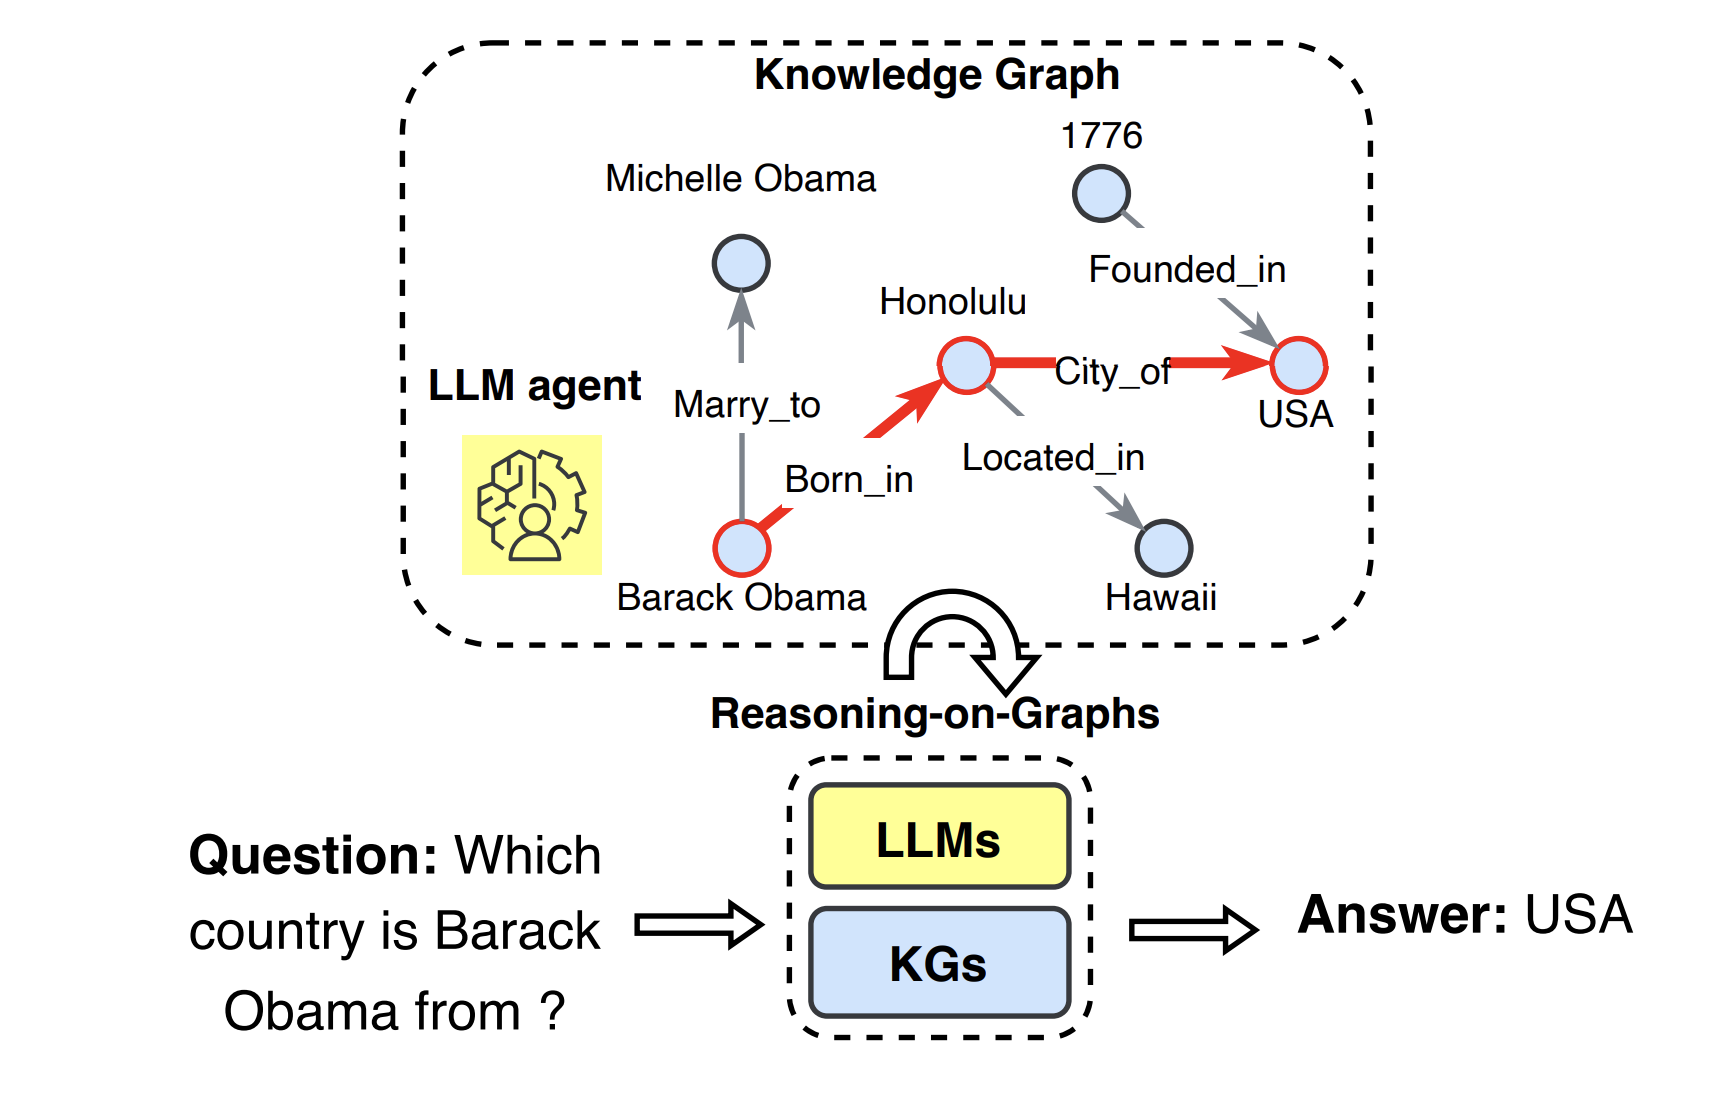 Knowledge Graph
1776
Michelle Obama
Founded_in
Honolulu
City_of
LLM agent
Marry_to
USA
Located_in
Born_in
Barack Obama
Hawaii
Reasoning-on-Graphs
LLMs
KGs
Question: Which
country is Barack
Obama from ?
Answer: USA